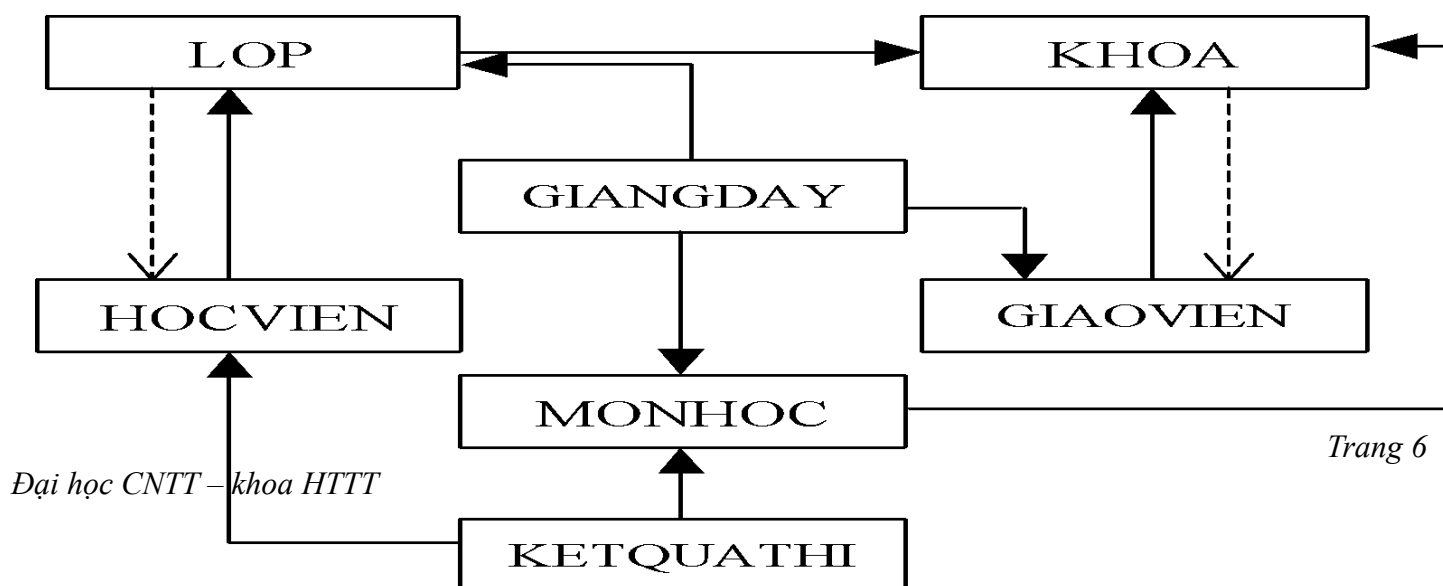 LOP
KHOA
GIANGDAY
HOCVIEN
GIAOVIEN
MONHOC
Trang 6
Đại học CNTT – khoa HTTT
KETQUATHI